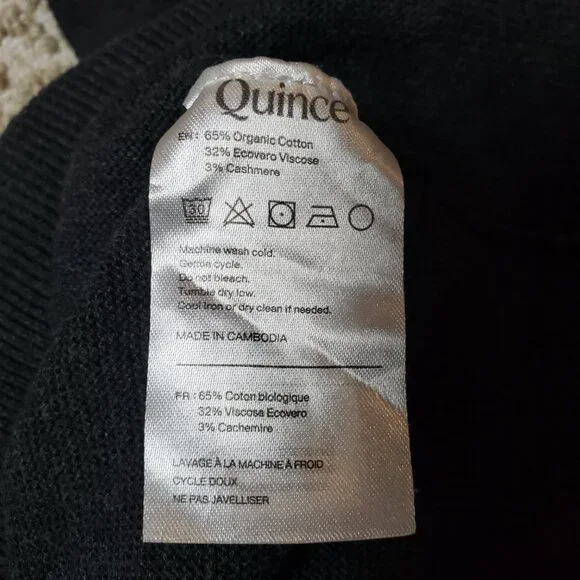 Quince
EN : 65% Organic Cotton
32% Ecovero Viscose
3% Cashmere
30
Machine wash cold.
Gentle cycle.
Do not bleach.
Tumble dry low.
Cool iron or dry clean if needed.
MADE IN CAMBODIA
FR : 65% Coton biologique
32% Viscose Ecovero
3% Cachemire
LAVAGE À LA MACHINE À FROID
CYCLE DOUX
NE PAS JAVELLISER